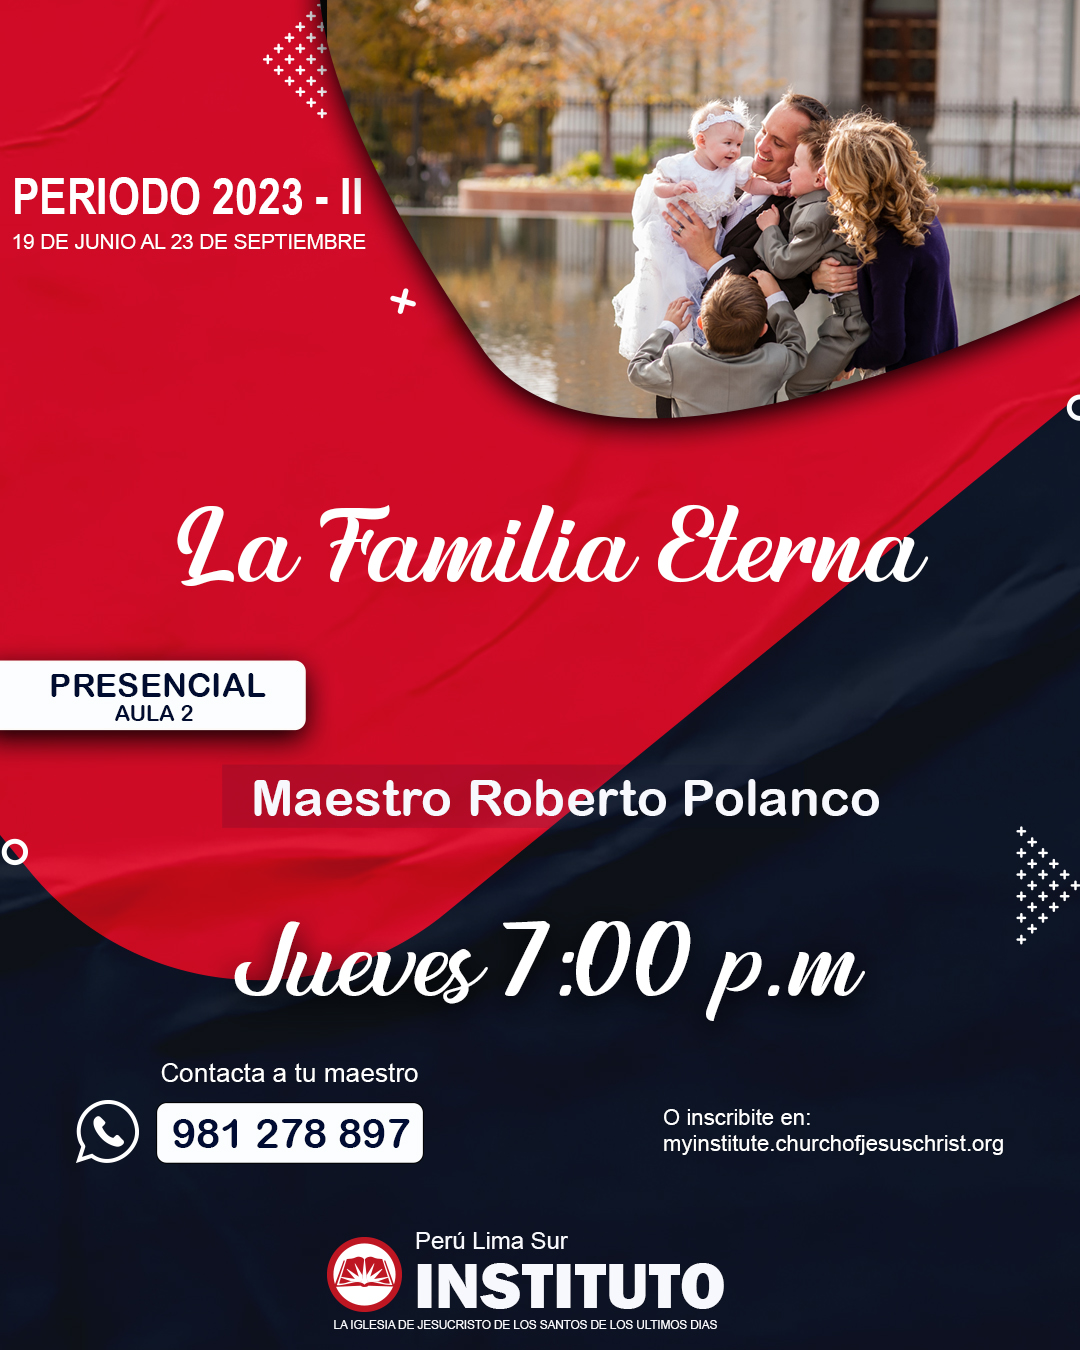 PERIODO 2023 - II
19 DE JUNIO AL 23 DE SEPTIEMBRE
La Familia Eterna
PRESENCIAL
AULA 2
Maestro Roberto Polanco
Jueves 7:00 p.m
Contacta a tu maestro
981 278 897
O inscribite en:
myinstitute.churchofjesuschrist.org
Perú Lima Sur
INSTITUTO
LA IGLESIA DE JESUCRISTO DE LOS SANTOS DE LOS ULTIMOS DIAS